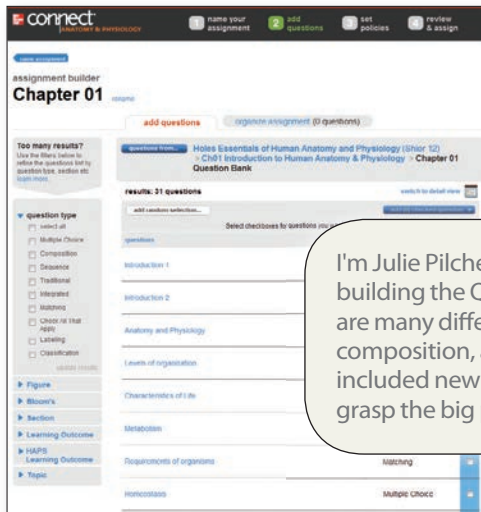 connect
ANATOMY & PHYSIOLOGY
1 name your assignment
2 add questions
3 set policies
4 review & assign
assignment builder
Chapter 01
rename
add questions
organize assignment (0 questions)
Too many results?
Use the filters below to
refine the questions list by
question type, section etc.
learn more
questions from...
Holes Essentials of Human Anatomy and Physiology (Shier 12)
> Ch01 Introduction to Human Anatomy & Physiology > Chapter 01
Question Bank
results: 31 questions
switch to detail view
add random selection...
Select checkboxes for questions you w
questions
question type
select all
Multiple Choice
Composition
Sequence
Traditional
Integrated
Matching
Check All That
Apply
Labeling
Classification
update results
Figure
Bloom's
Section
Learning Outcome
HAPS
Learning Outcome
Topic
Introduction 1
Introduction 2
Anatomy and Physiology
Levels of organization
Characteristics of Life
Metabolism
Requirements of organisms
Matching
Homeostasis
Multiple Choice
I'm Julie Pilche
building the Q
are many diffe
composition, a
included new
grasp the big